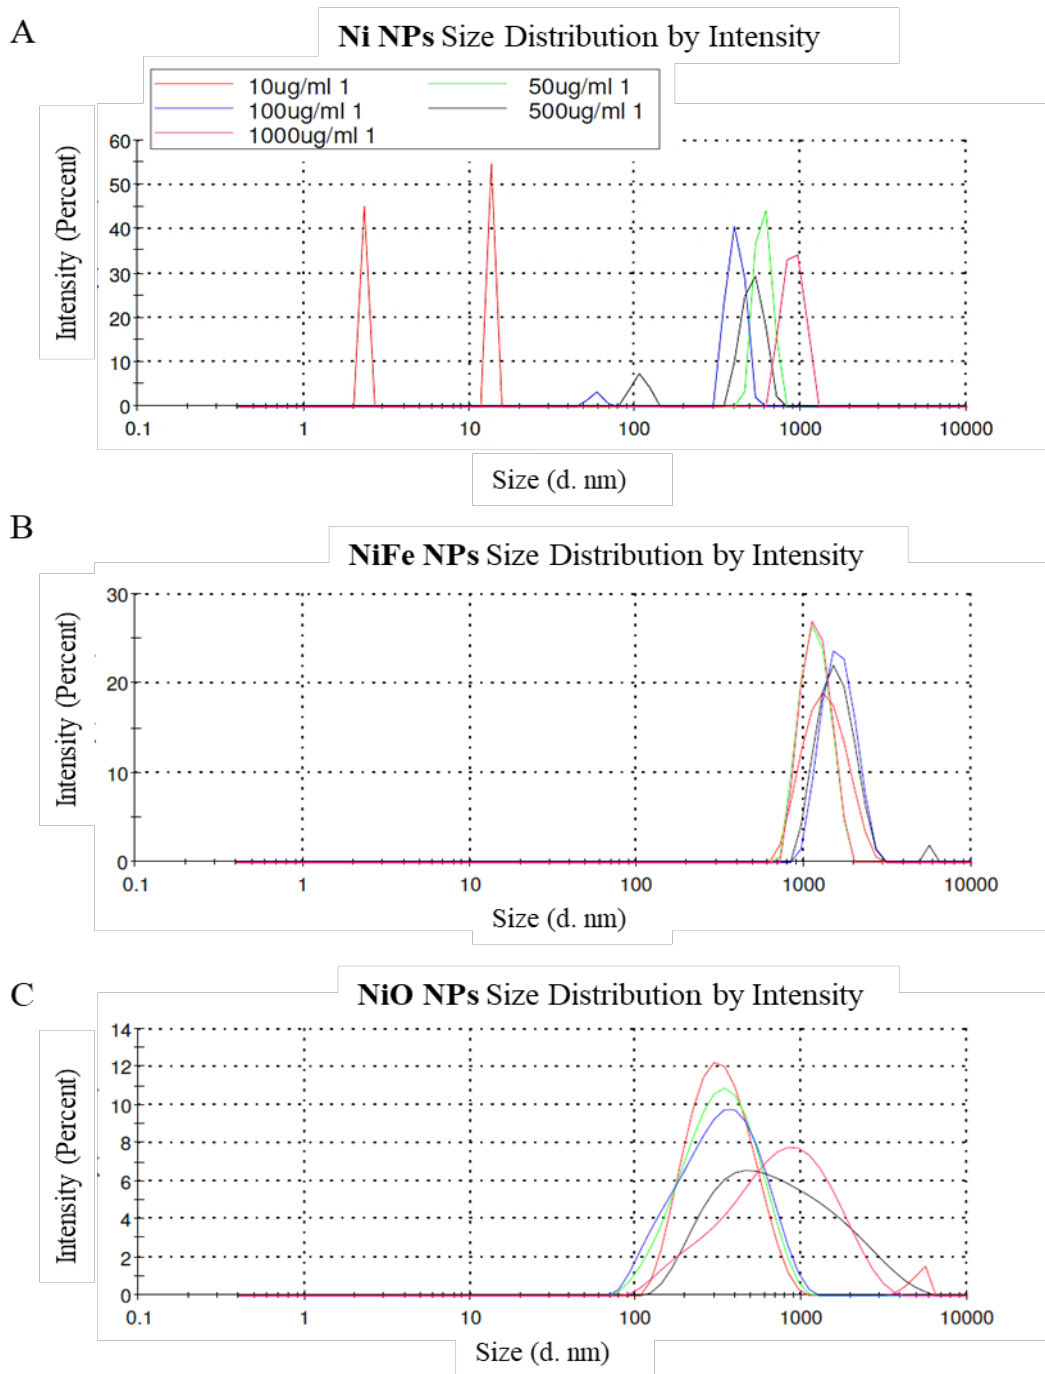 A
Ni NPs Size Distribution by Intensity
10ug/ml 1
50ug/ml 1
100ug/ml 1
500ug/ml 1
1000ug/ml 1
Intensity (Percent)
60
50
40
30
20
10
0
0.1 1 10 100 1000 10000
Size (d. nm)
B
NiFe NPs Size Distribution by Intensity
Intensity (Percent)
30
20
10
0
0.1 1 10 100 1000 10000
Size (d. nm)
C
NiO NPs Size Distribution by Intensity
Intensity (Percent)
14
12
10
8
6
4
2
0
0.1 1 10 100 1000 10000
Size (d. nm)